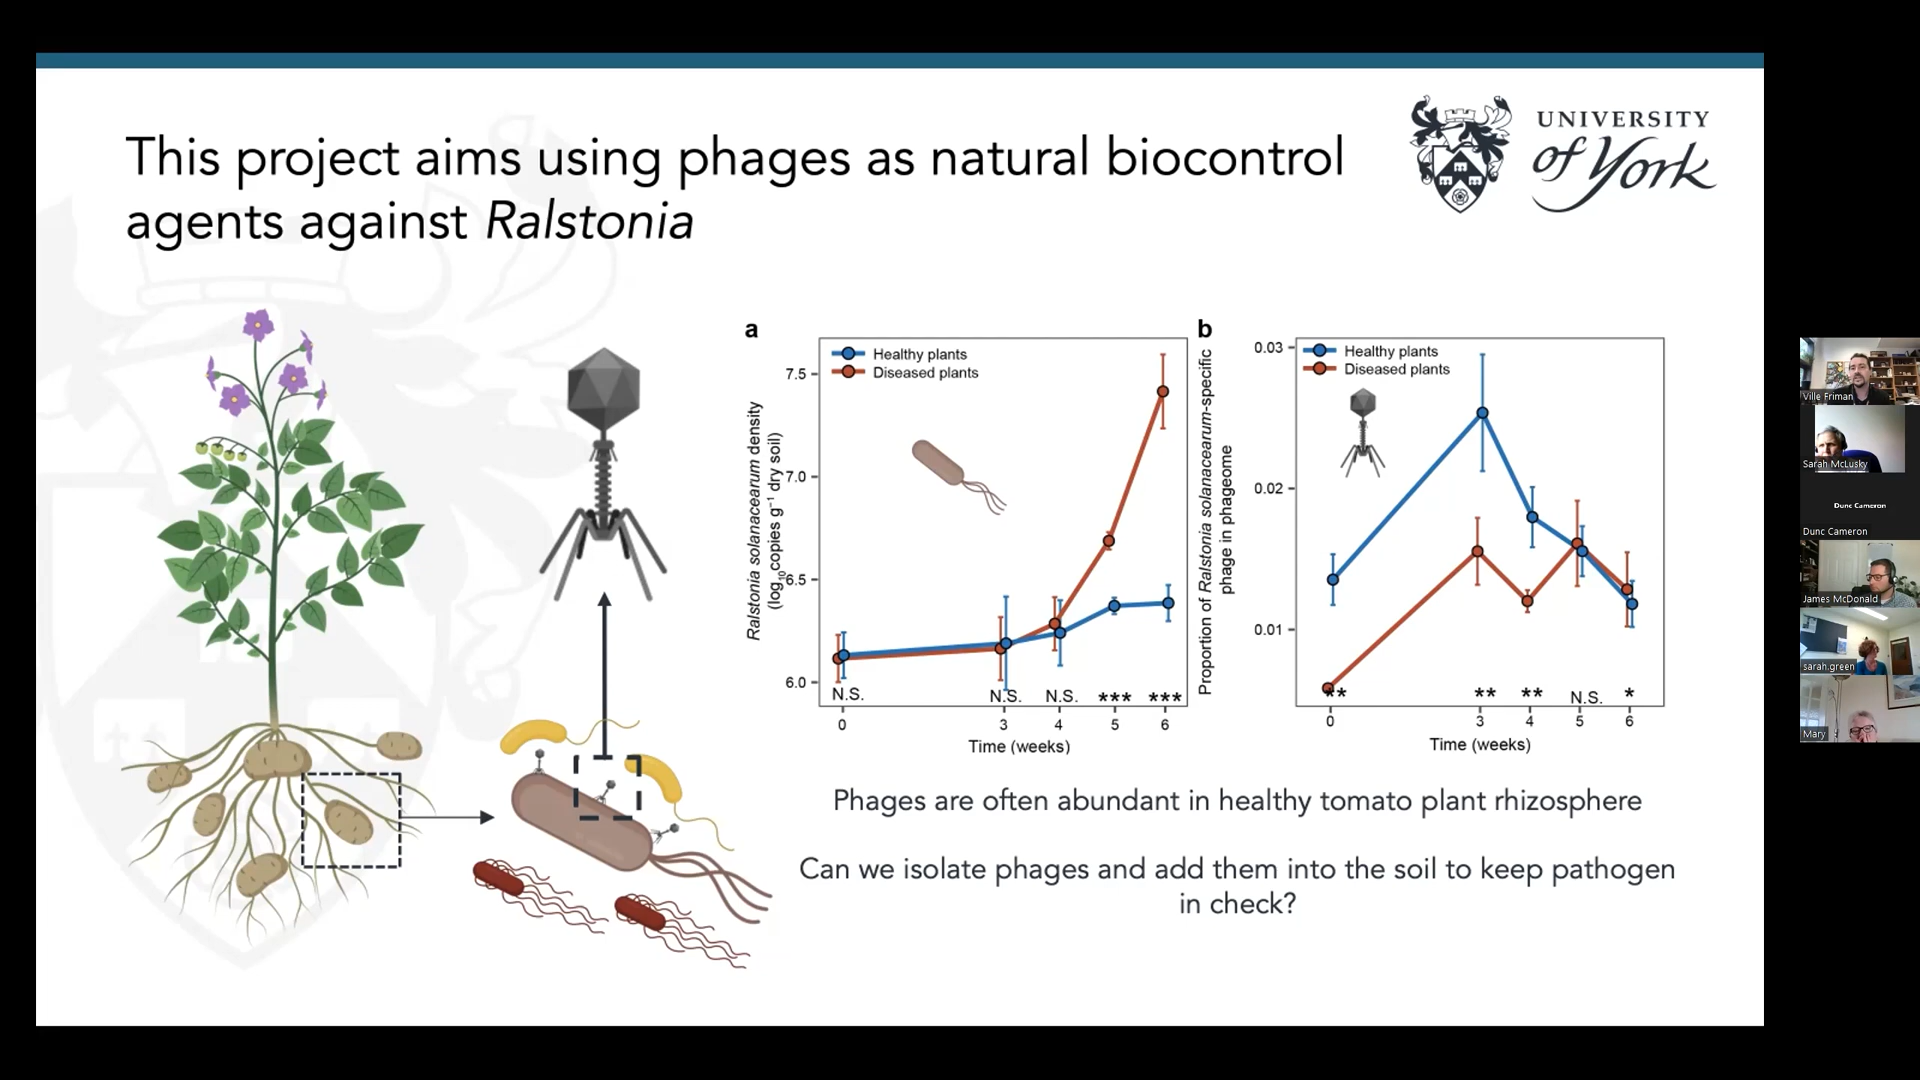 This project aims using phages as natural biocontrol
agents against Ralstonia
UNIVERSITY
of York
a
Healthy plants
Diseased plants
7.5
7.0
6.5
6.0
Ralstonia solanacearum density
(log10 copies g⁻¹ dry soil)
N.S.
N.S.
N.S.
***
***
0
3
4
5
6
Time (weeks)
b
Healthy plants
Diseased plants
0.03
0.02
0.01
Proportion of Ralstonia solanacearum-specific
phage in phageome
**
**
**
N.S.
*
0
3
4
5
6
Time (weeks)
Phages are often abundant in healthy tomato plant rhizosphere
Can we isolate phages and add them into the soil to keep pathogen
in check?
Ville Friman
Sarah McLusky
Dunc Cameron
Dunc Cameron
James McDonald
sarah.green
Mary